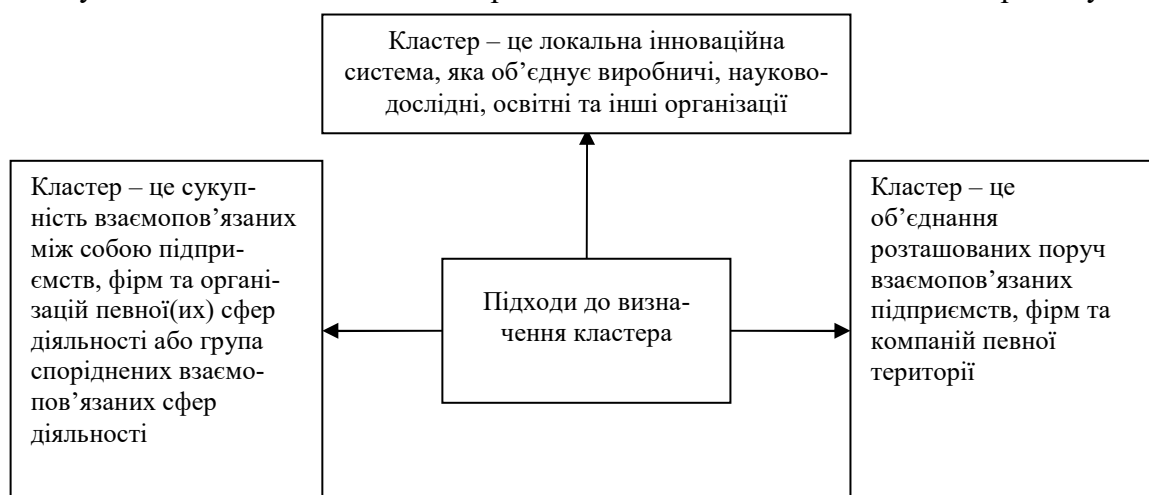 Кластер – це локальна інноваційна
система, яка об’єднує виробничі, науково-
дослідні, освітні та інші організації
Кластер – це сукуп-
ність взаємопов’язаних
між собою підпри-
ємств, фірм та органі-
зацій певної(их) сфер
діяльності або група
споріднених взаємо-
пов’язаних сфер
діяльності
Підходи до визна-
чення кластера
Кластер – це
об’єднання
розташованих поруч
взаємопов’язаних
підприємств, фірм та
компаній певної
території